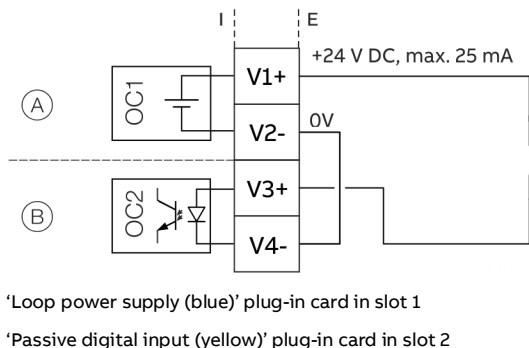 I E
+24 V DC, max. 25 mA
A
OC1
V1+
V2-
0V
B
OC2
V3+
V4-
‘Loop power supply (blue)’ plug-in card in slot 1
‘Passive digital input (yellow)’ plug-in card in slot 2